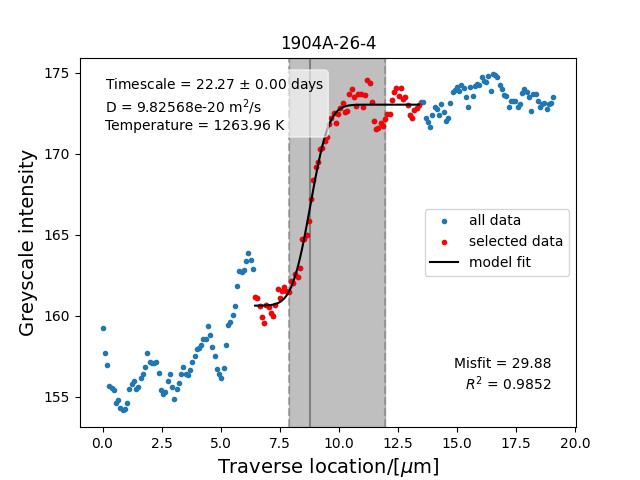 1904A-26-4
Timescale = 22.27 ± 0.00 days
D = 9.82568e-20 m²/s
Temperature = 1263.96 K
175
170
165
160
155
Greyscale intensity
all data
selected data
model fit
Misfit = 29.88
R² = 0.9852
0.0 2.5 5.0 7.5 10.0 12.5 15.0 17.5 20.0
Traverse location/[μm]